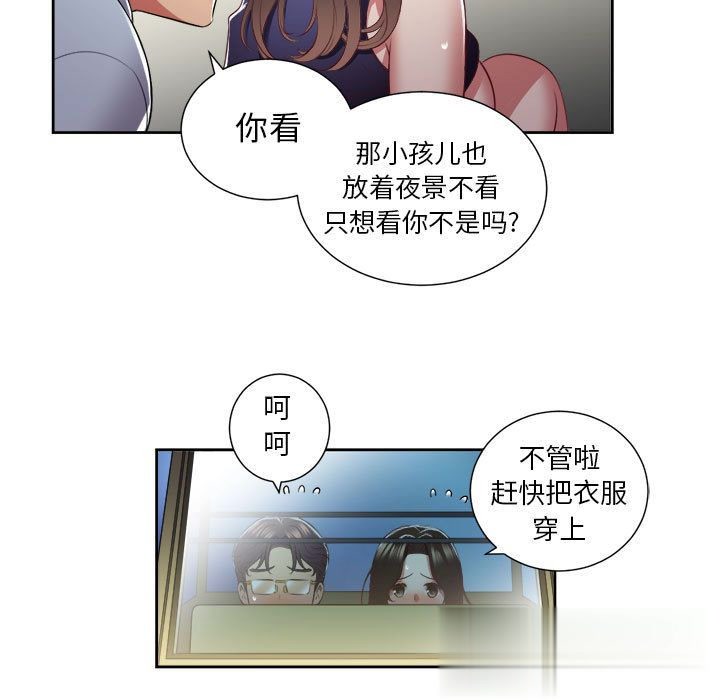 你看
那小孩儿也
放着夜景不看
只想看你不是吗?
呵
呵
不管啦
赶快把衣服
穿上